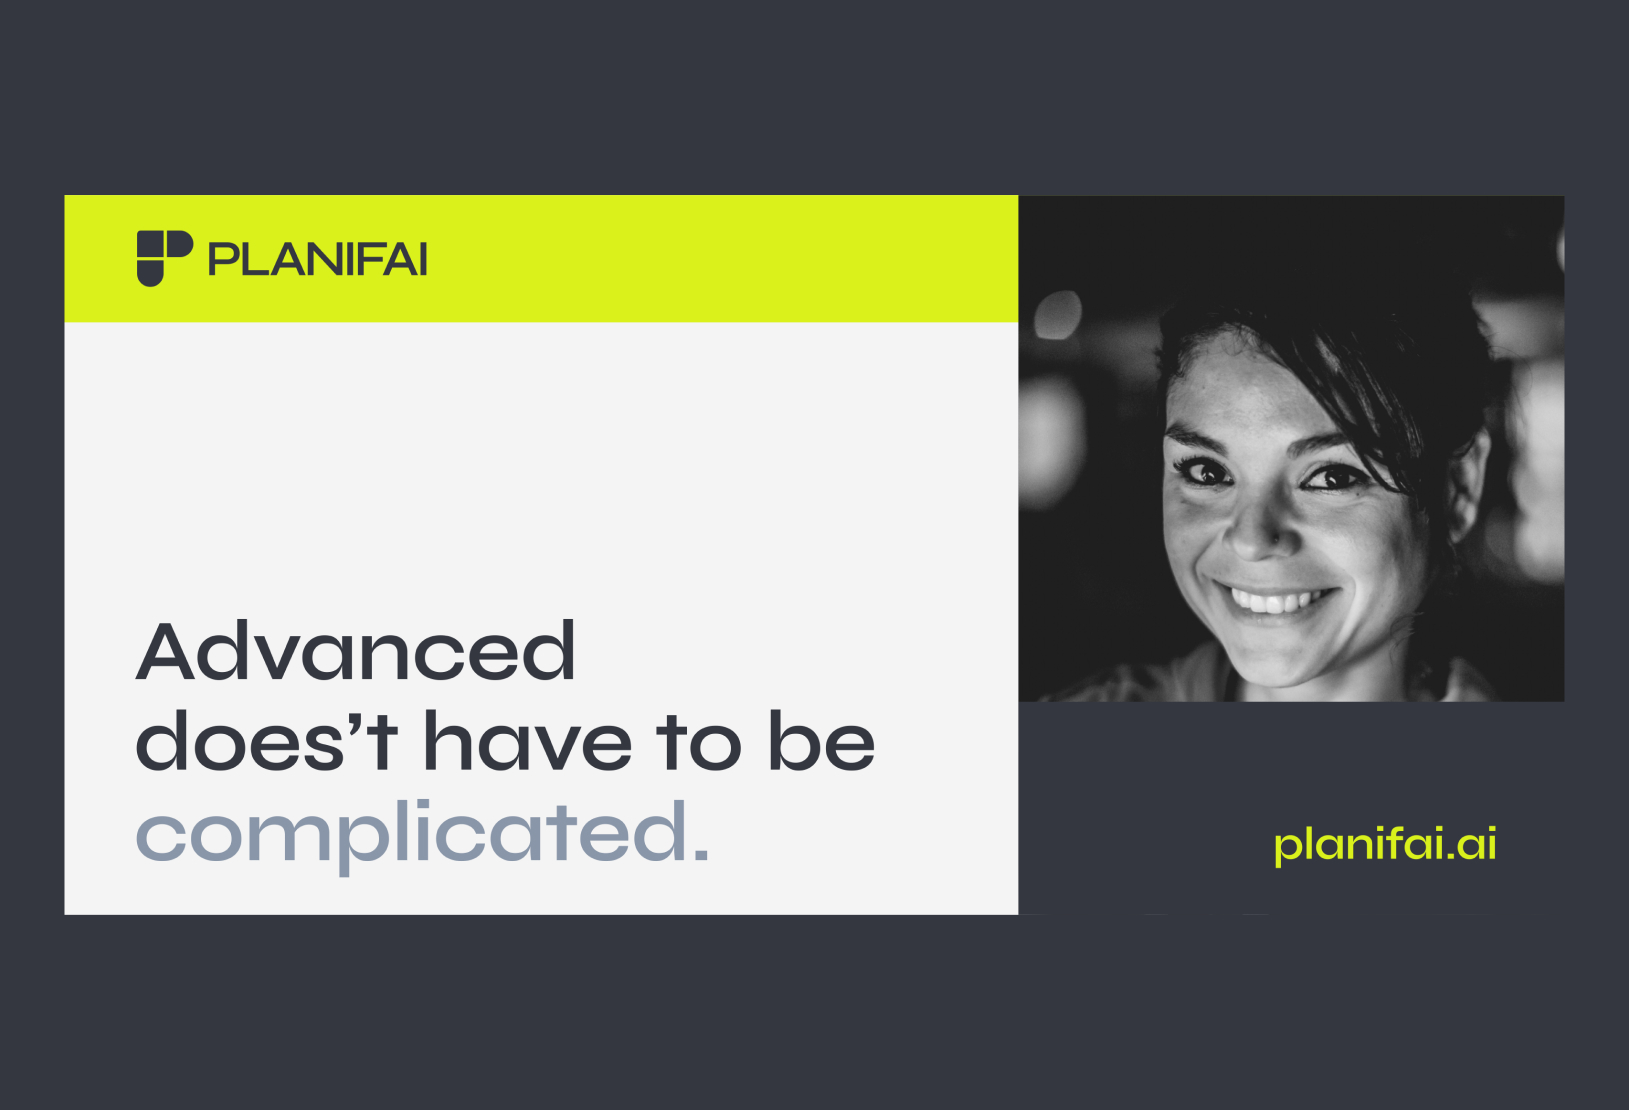 PLANIFAI
Advanced
does’t have to be
complicated.
planifai.ai